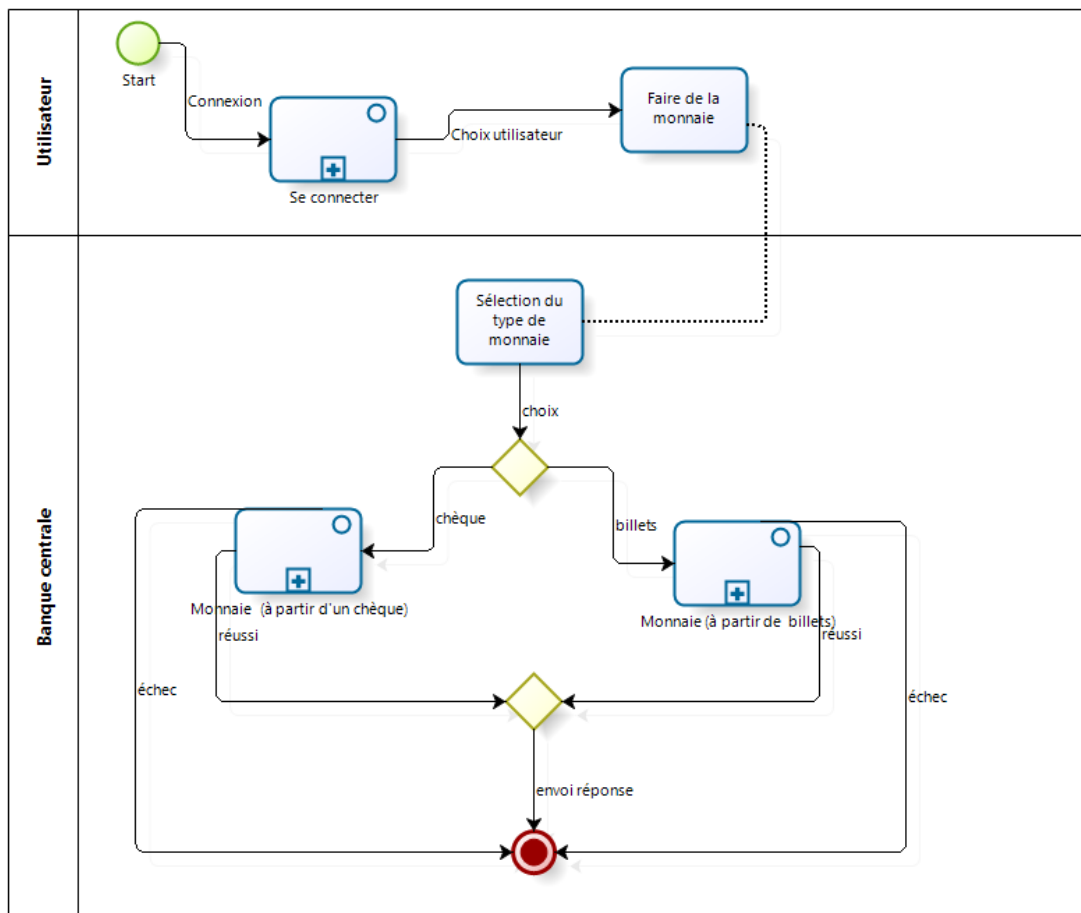 Utilisateur
Start
Connexion
Se connecter
Choix utilisateur
Faire de la
monnaie
Banque centrale
Sélection du
type de
monnaie
choix
chèque
billets
Monnaie (à partir d'un chèque)
Monnaie (à partir de billets)
réussi
réussi
échec
échec
envoi réponse